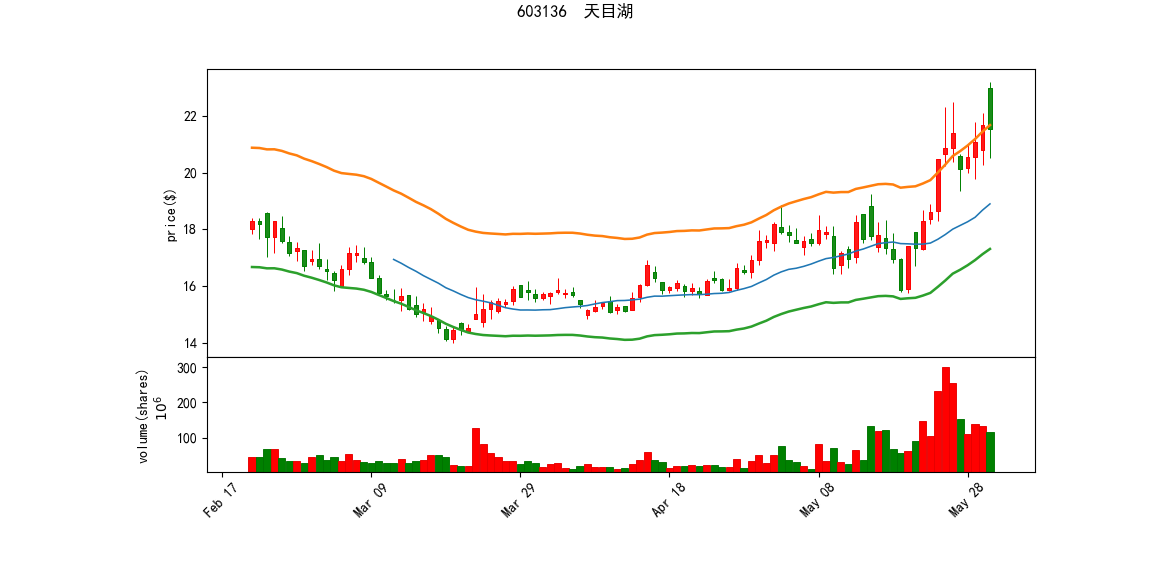 603136 天目湖
22
20
18
16
14
price($)
300
200
100
volume(shares)
10^6
Feb 17
Mar 09
Mar 29
Apr 18
May 08
May 28